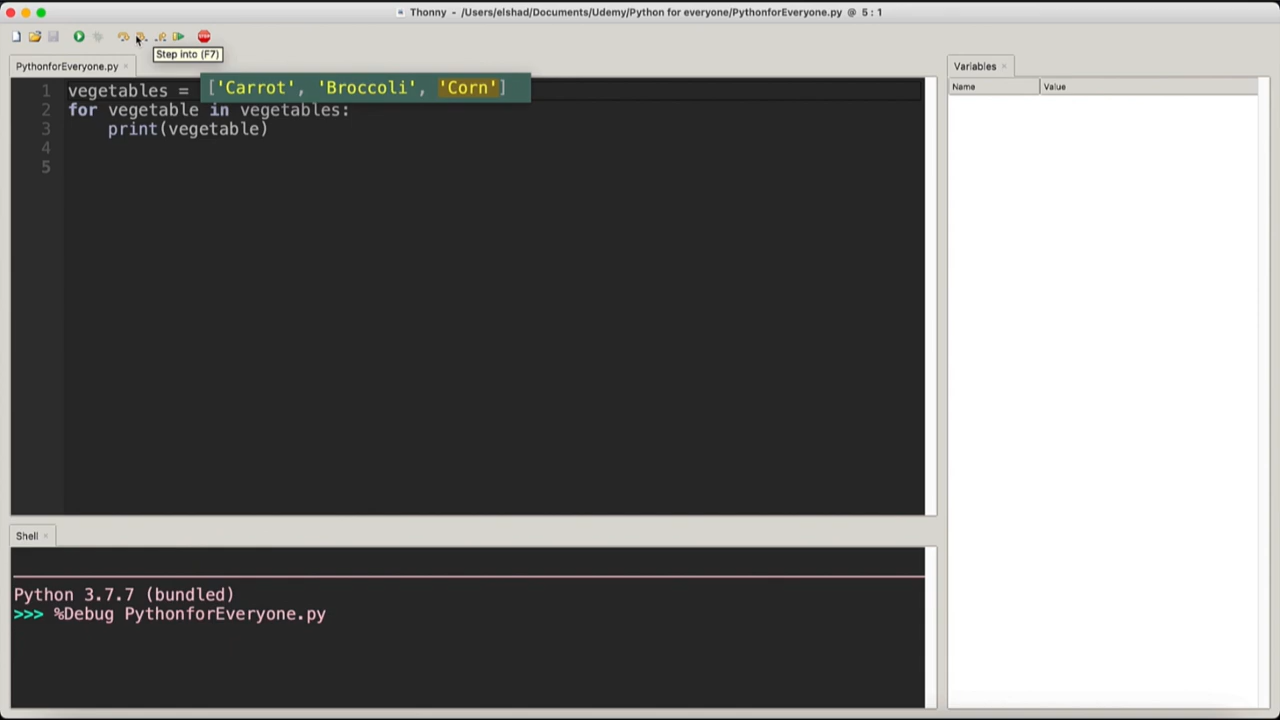 Thonny - /Users/elshad/Documents/Udemy/Python for everyone/PythonforEveryone.py @ 5 : 1
STOP
Step into (F7)
PythonforEveryone.py ×
1 vegetables = ['Carrot', 'Broccoli', 'Corn']
2 for vegetable in vegetables:
3 print(vegetable)
4
5
Variables ×
Name Value
Shell ×
Python 3.7.7 (bundled)
>>> %Debug PythonforEveryone.py